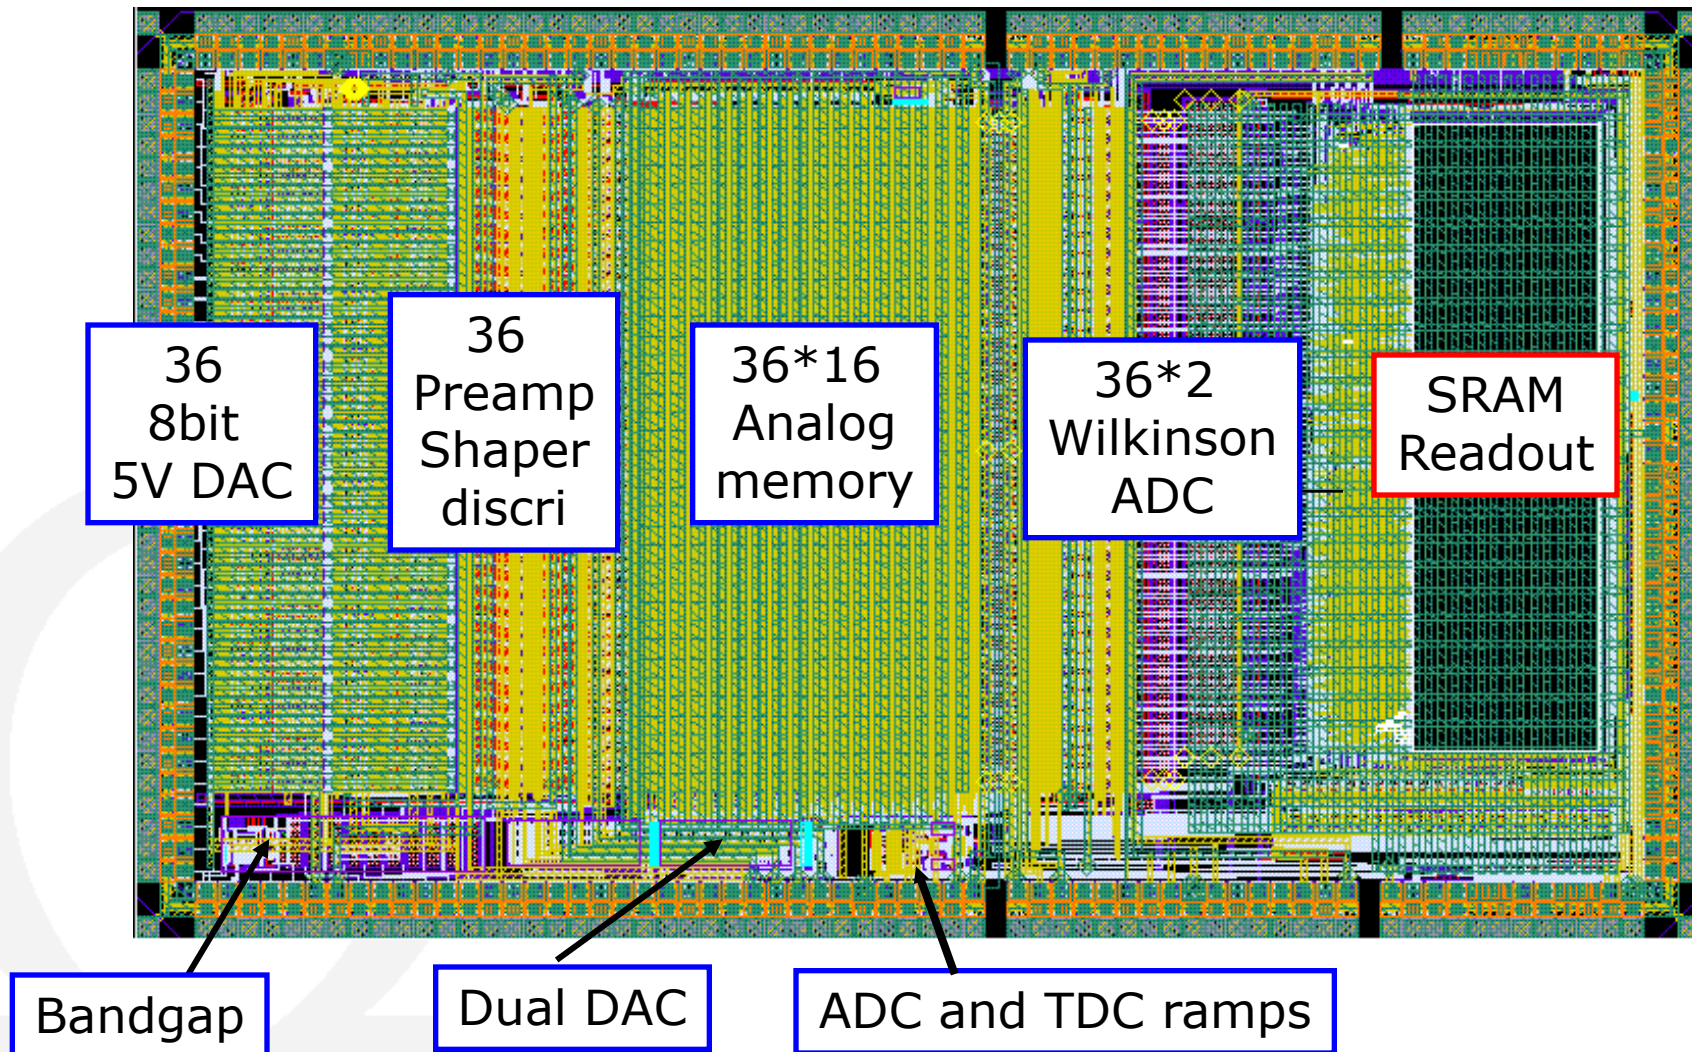 36
8bit
5V DAC
36
Preamp
Shaper
discri
36*16
Analog
memory
36*2
Wilkinson
ADC
SRAM
Readout
Bandgap
Dual DAC
ADC and TDC ramps